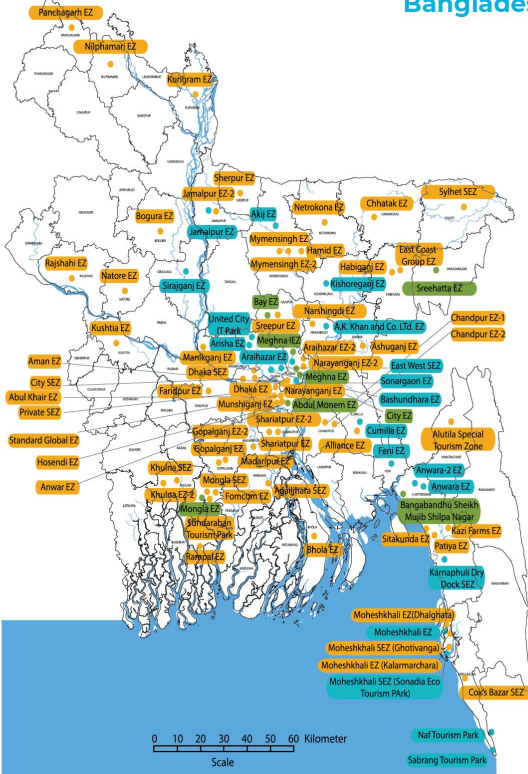 Banglades
Panchagarh EZ
Nilphamari EZ
Kurigram EZ
Sherpur EZ
Jamalpur EZ-2
Akij EZ
Jamalpur EZ
Bogura EZ
Netrokona EZ
Chhatak EZ
Sylhet SEZ
Mymensingh EZ
Hamid EZ
Mymensingh EZ-2
East Coast
Group EZ
Habiganj EZ
Kishoreganj EZ
Sreehatta EZ
Rajshahi EZ
Natore EZ
Sirajganj EZ
Bay EZ
Narshingdi EZ
Chandpur EZ-1
Chandpur EZ-2
United City
IT Park
Sreepur EZ
A.K. Khan and Co. LTd. EZ
Kushtia EZ
Arisha EZ
Meghna IEZ
Ashuganj EZ
Araihazar EZ-2
Manikganj EZ
Araihazar EZ
Narayanganj EZ-2
East West SEZ
Aman EZ
Dhaka SEZ
Meghna EZ
Sonargaon EZ
City SEZ
Faridpur EZ
Dhaka EZ
Narayanganj EZ
Bashundhara EZ
Abul Khair EZ
Private SEZ
Munshiganj EZ
Abdul Monem EZ
City EZ
Shariatpur EZ-2
Cumilla EZ
Standard Global EZ
Gopalganj EZ-2
Shariatpur EZ
Alliance EZ
Feni EZ
Alutila Special
Tourism Zone
Hosendi EZ
Gopalganj EZ
Madaripur EZ
Khulna SEZ
Anwara-2 EZ
Anwar EZ
Mongla SEZ
Agailjhara SEZ
Anwara EZ
Khulna EZ-2
Fomcom EZ
Mongla EZ
Bangabandhu Sheikh
Mujib Shilpa Nagar
Sundaraban
Tourism Park
Sitakunda EZ
Kazi Farms EZ
Rampal EZ
Bhola EZ
Patiya EZ
Karnaphuli Dry
Dock SEZ
Moheshkhali EZ(Dhalghata)
Moheshkhali EZ
Moheshkhali SEZ (Ghotivanga)
Moheshkhali EZ (Kalarmarchara)
Moheshkhali SEZ (Sonadia Eco
Tourism PArk)
Cox's Bazar SEZ
Naf Tourism Park
Sabrang Tourism Park
0 10 20 30 40 50 60 Kilometer
Scale